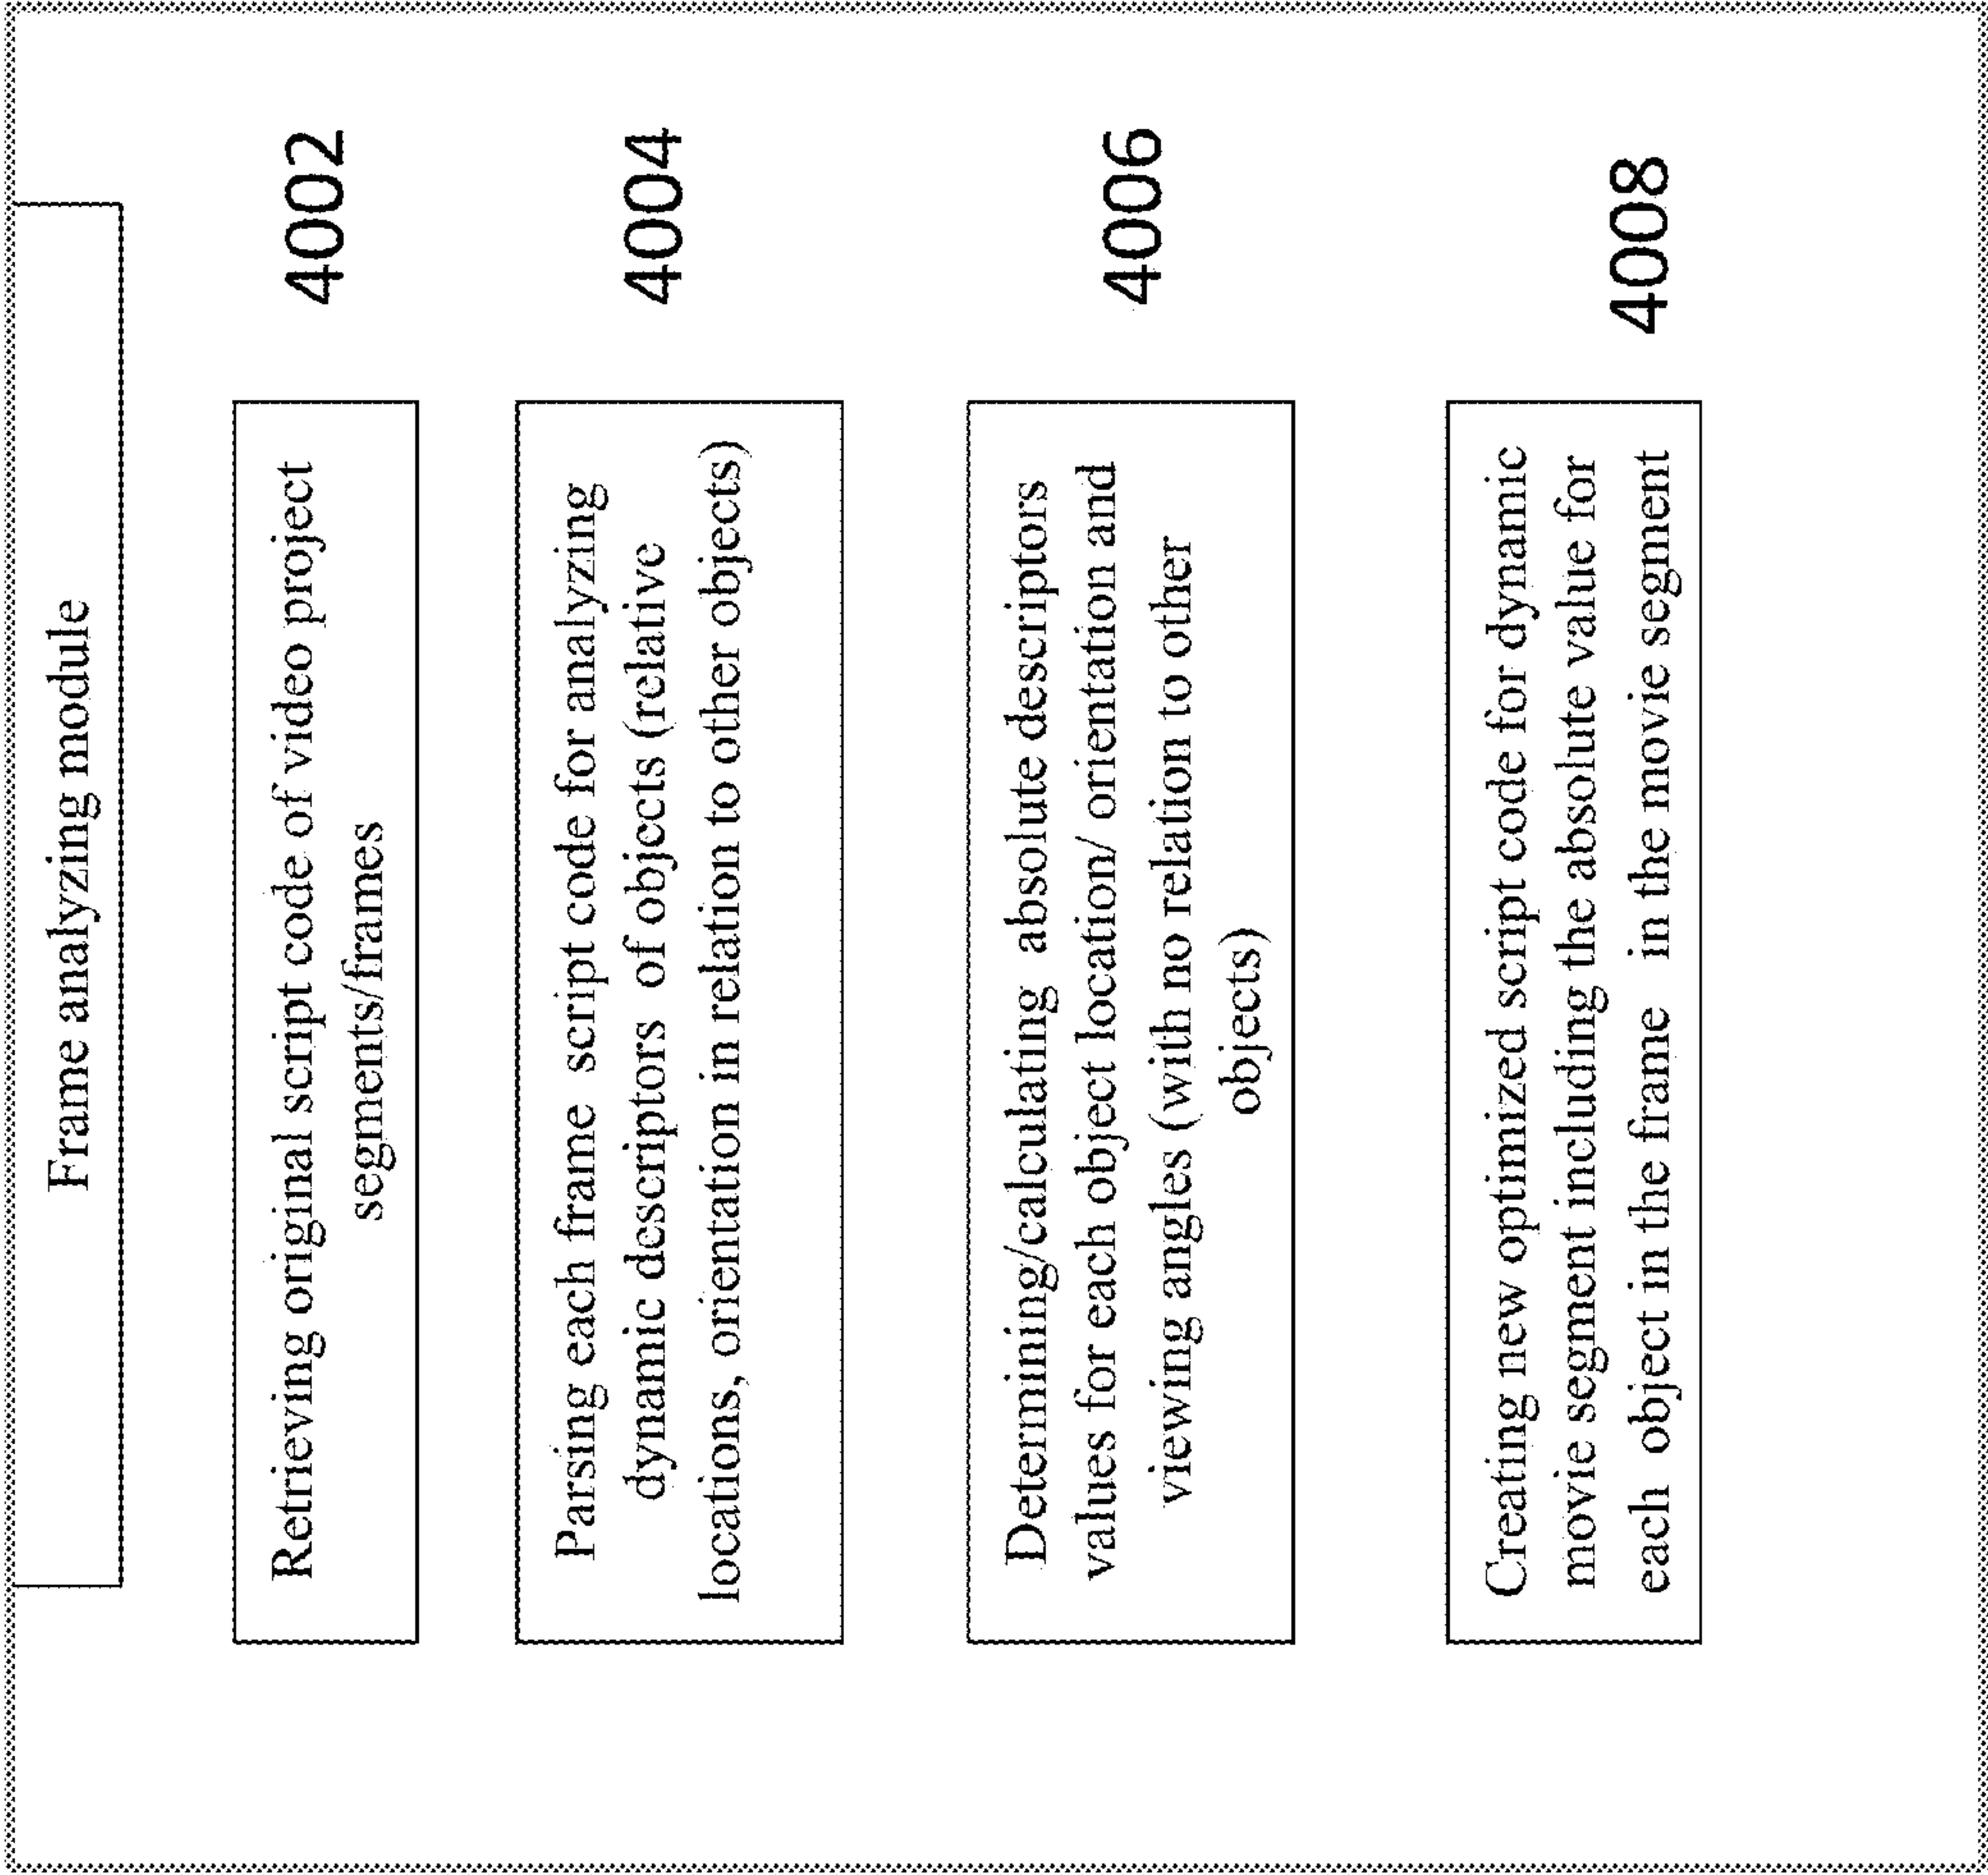 Frame analyzing module
Retrieving original script code of video project
segments/frames
4002
Parsing each frame script code for analyzing
dynamic descriptors of objects (relative
locations, orientation in relation to other objects)
4004
Determining/calculating absolute descriptors
values for each object location/ orientation and
viewing angles (with no relation to other
objects)
4006
Creating new optimized script code for dynamic
movie segment including the absolute value for
each object in the frame in the movie segment
4008